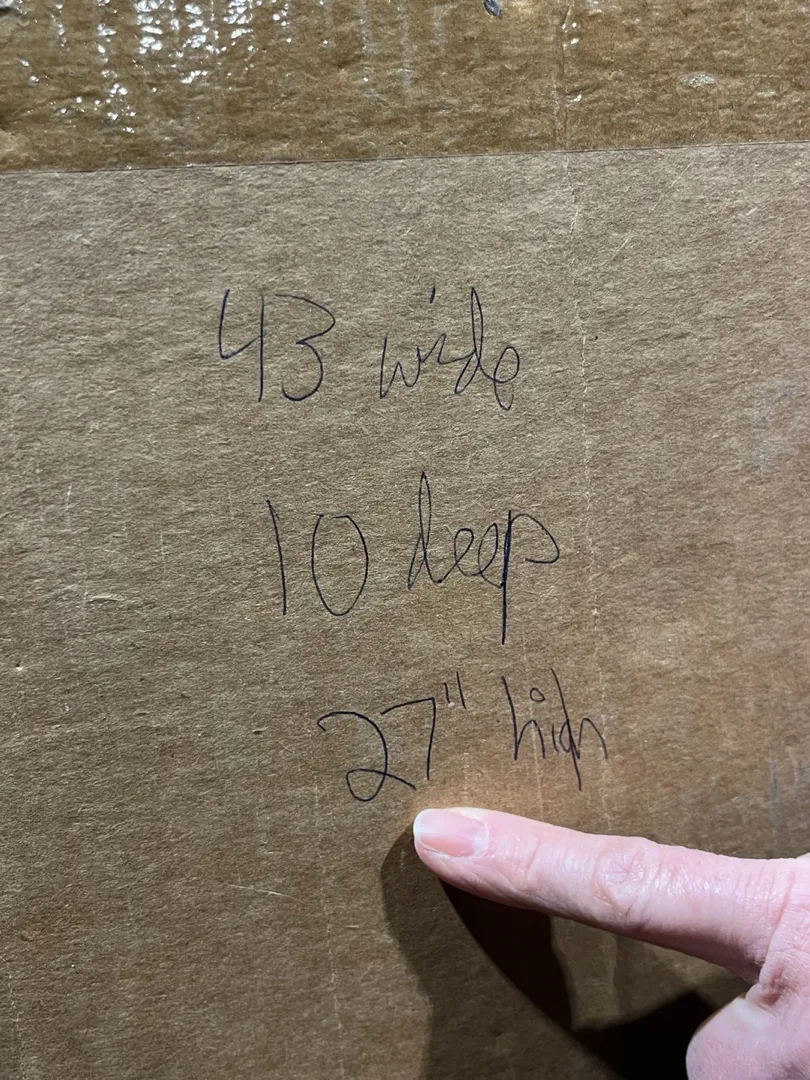 43 wide
10 deep
27" high